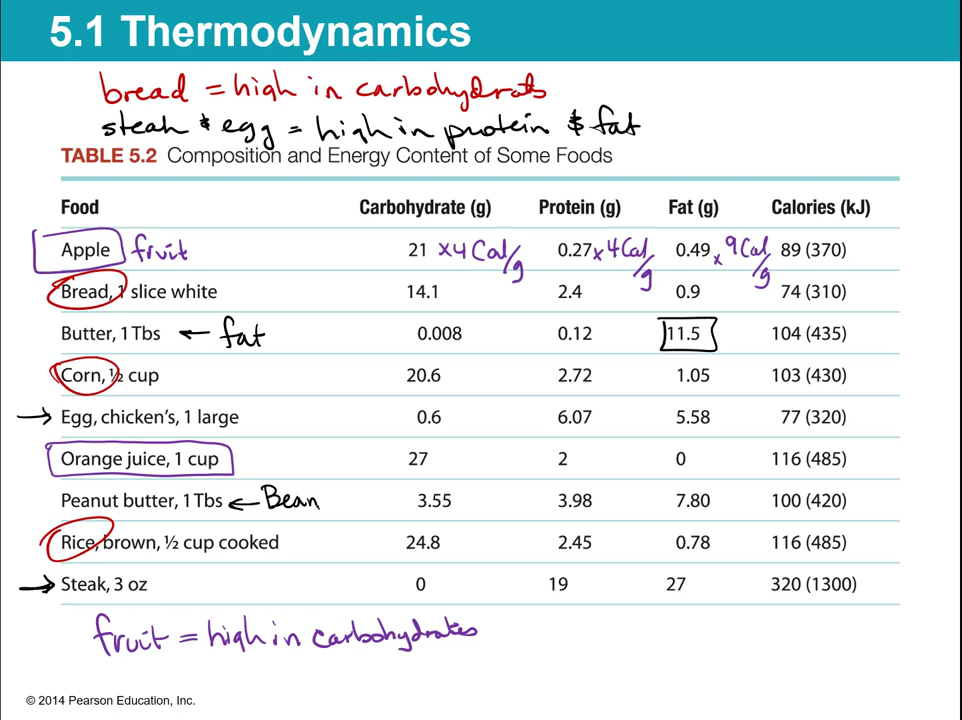 5.1 Thermodynamics
bread = high in carbohydrats
steak & egg = high in protein & fat
TABLE 5.2 Composition and Energy Content of Some Foods
Food Carbohydrate (g) Protein (g) Fat (g) Calories (kJ)
Apple fruit 21 x4 Cal/g 0.27 x 4 Cal/g 0.49 x 9 Cal/g 89 (370)
Bread, 1 slice white 14.1 2.4 0.9 74 (310)
Butter, 1 Tbs ← fat 0.008 0.12 11.5 104 (435)
Corn, ½ cup 20.6 2.72 1.05 103 (430)
→ Egg, chicken's, 1 large 0.6 6.07 5.58 77 (320)
Orange juice, 1 cup 27 2 0 116 (485)
Peanut butter, 1 Tbs ← Bean 3.55 3.98 7.80 100 (420)
Rice, brown, ½ cup cooked 24.8 2.45 0.78 116 (485)
→ Steak, 3 oz 0 19 27 320 (1300)
fruit = high in carbohydrates
© 2014 Pearson Education, Inc.